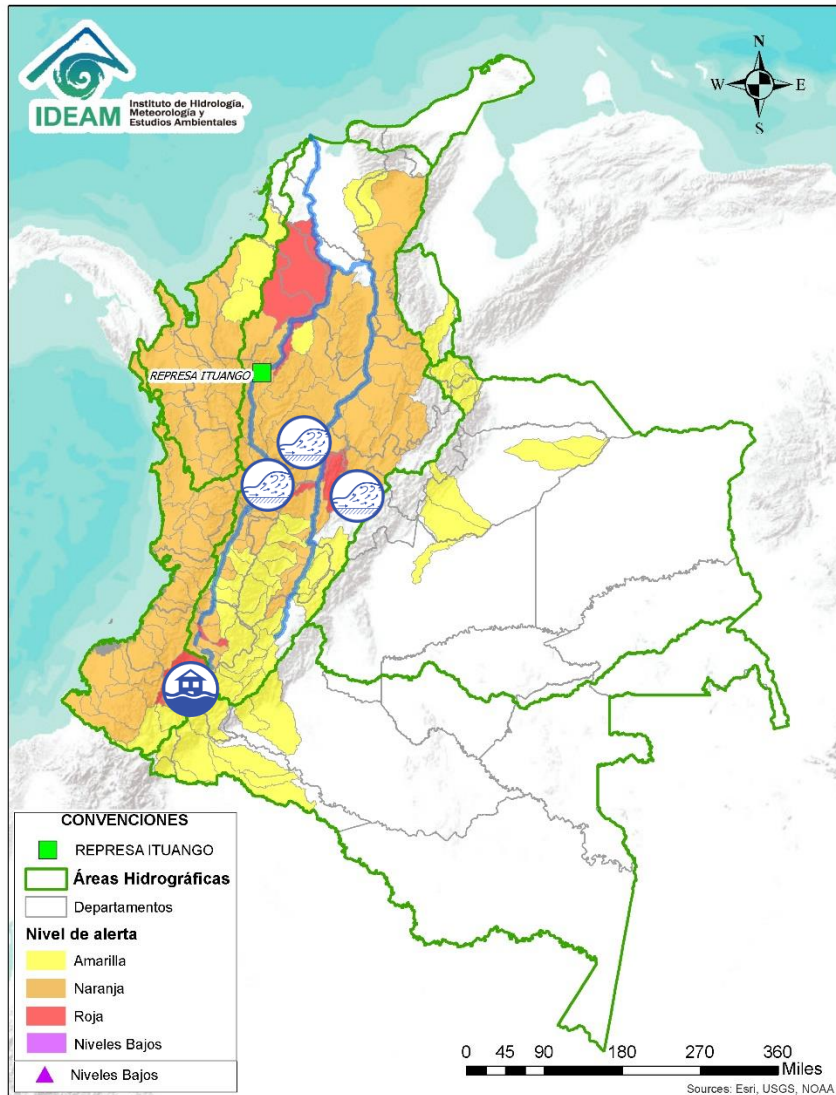 IDEAM
Instituto de Hidrología,
Meteorología y
Estudios Ambientales
N
W
E
S
REPRESA ITUANGO
CONVENCIONES
REPRESA ITUANGO
Áreas Hidrográficas
Departamentos
Nivel de alerta
Amarilla
Naranja
Roja
Niveles Bajos
Niveles Bajos
0 45 90 180 270 360
Miles
Sources: Esri, USGS, NOAA